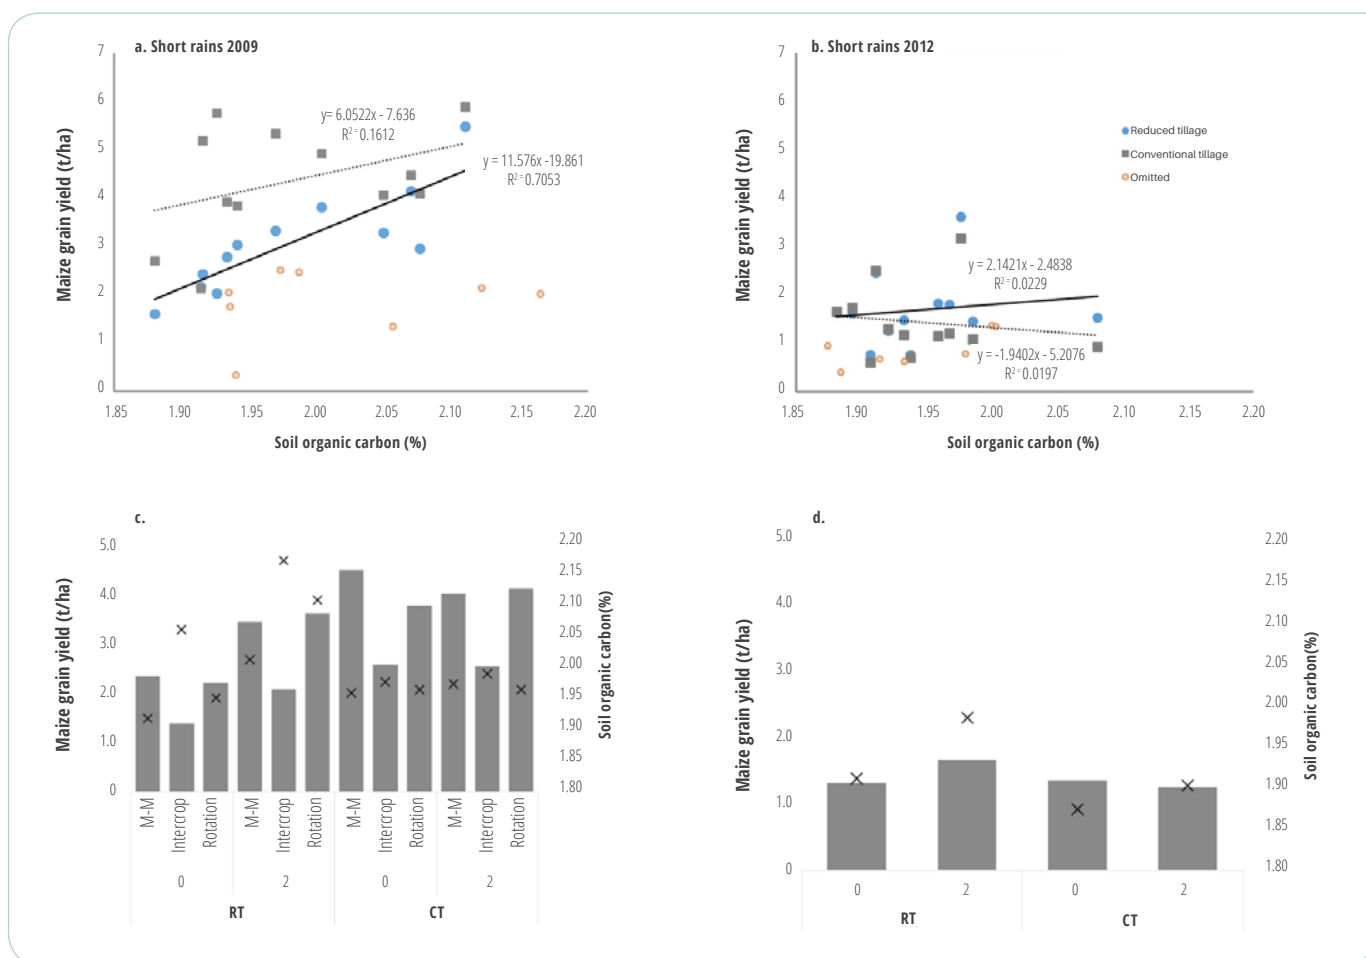 a. Short rains 2009
Maize grain yield (t/ha)
7
6
5
4
3
2
1
0
y= 6.0522x - 7.636
R²⁼0.1612
y = 11.576x -19.861
R²⁼0.7053
1.85 1.90 1.95 2.00 2.05 2.10 2.15 2.20
Soil organic carbon (%)
b. Short rains 2012
Maize grain yield (t/ha)
7
6
5
4
3
2
1
0
Reduced tillage
Conventional tillage
Omitted
y = 2.1421x - 2.4838
R²⁼0.0229
y = -1.9402x - 5.2076
R²⁼0.0197
1.85 1.90 1.95 2.00 2.05 2.10 2.15 2.20
Soil organic carbon (%)
c.
Maize grain yield (t/ha)
5.0
4.0
3.0
2.0
1.0
0
2.20
2.15
2.10
2.05
2.00
1.95
1.90
1.85
1.80
Soil organic carbon(%)
M-M Intercrop Rotation M-M Intercrop Rotation M-M Intercrop Rotation M-M Intercrop Rotation
0 2 0 2
RT CT
d.
Maize grain yield (t/ha)
5.0
4.0
3.0
2.0
1.0
0
2.20
2.15
2.10
2.05
2.00
1.95
1.90
1.85
1.80
Soil organic carbon(%)
0 2 0 2
RT CT